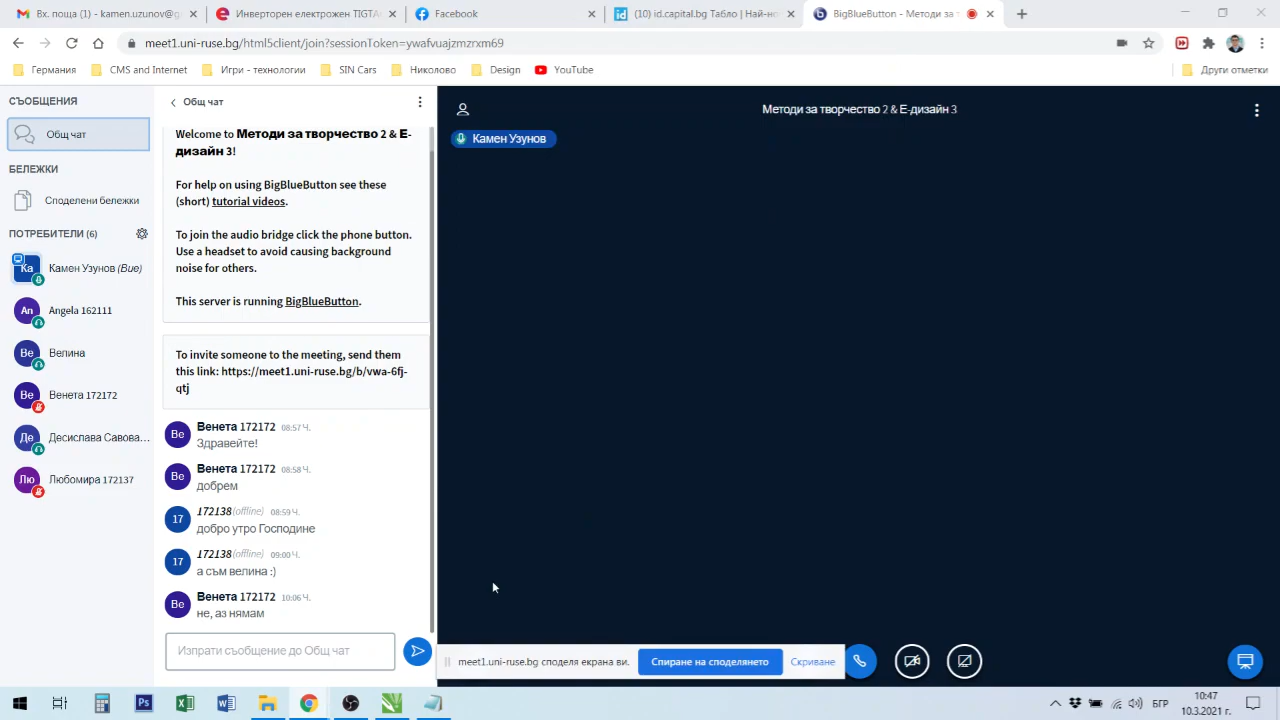 Вх. поща (1) - kamen.uzunov@g
Инверторен електрожен TIGTA
Facebook
(10) id.capital.bg Табло | Най-но
BigBlueButton - Методи за т
meet1.uni-ruse.bg/html5client/join?sessionToken=ywafvuajzmzrxm69
Германия
CMS and Internet
Игри - технологии
SIN Cars
Николово
Design
YouTube
Други отметки
СЪОБЩЕНИЯ
Общ чат
БЕЛЕЖКИ
Споделени бележки
ПОТРЕБИТЕЛИ (6)
Ка
Камен Узунов (Вие)
An
Angela 162111
Ве
Велина
Ве
Венета 172172
Де
Десислава Савова...
Лю
Любомира 172137
Общ чат
Welcome to Методи за творчество 2 & Е-
дизайн 3!
For help on using BigBlueButton see these
(short) tutorial videos.
To join the audio bridge click the phone button.
Use a headset to avoid causing background
noise for others.
This server is running BigBlueButton.
To invite someone to the meeting, send them
this link: https://meet1.uni-ruse.bg/b/vwa-6fj-
qtj
Ве
Венета 172172 08:57 Ч.
Здравейте!
Ве
Венета 172172 08:58 Ч.
добрем
17
172138 (offline) 08:59 Ч.
добро утро Господине
17
172138 (offline) 09:00 Ч.
а съм велина :)
Ве
Венета 172172 10:06 Ч.
не, аз нямам
Изпрати съобщение до Общ чат
Методи за творчество 2 & Е-дизайн 3
Камен Узунов
meet1.uni-ruse.bg споделя екрана ви.
Спиране на споделянето
Скриване
Ps
БГР
10:47
10.3.2021 г.